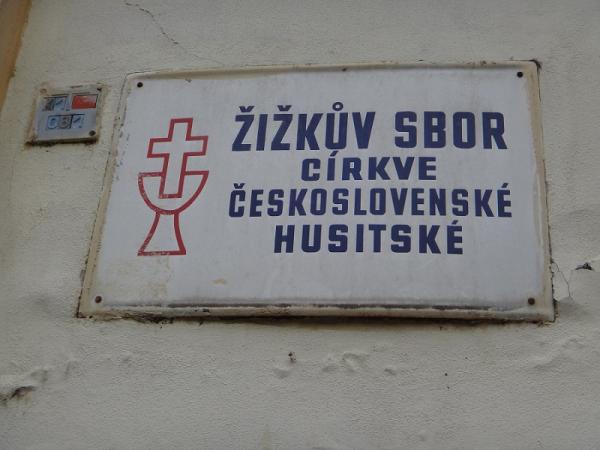 ŽIŽKŮV SBOR
CÍRKVE
ČESKOSLOVENSKÉ
HUSITSKÉ